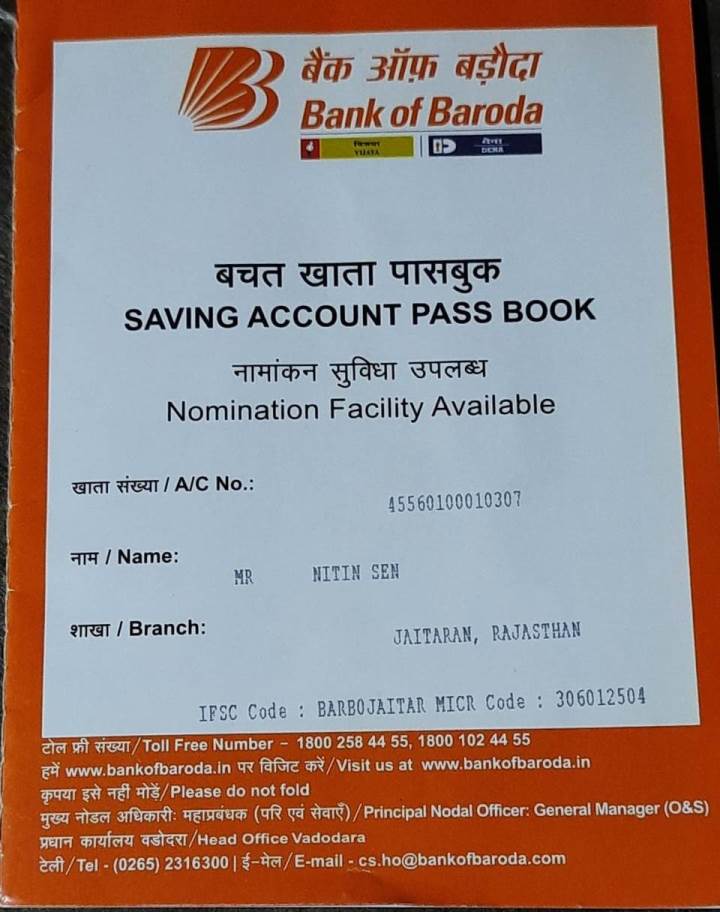 बैंक ऑफ़ बड़ौदा
Bank of Baroda
विजया VIJAYA देना DENA
बचत खाता पासबुक
SAVING ACCOUNT PASS BOOK
नामांकन सुविधा उपलब्ध
Nomination Facility Available
खाता संख्या / A/C No.: 45560100010307
नाम / Name: MR NITIN SEN
शाखा / Branch: JAITARAN, RAJASTHAN
IFSC Code : BARB0JAITAR MICR Code : 306012504
टोल फ्री संख्या/Toll Free Number – 1800 258 44 55, 1800 102 44 55
हमें www.bankofbaroda.in पर विजिट करें/Visit us at www.bankofbaroda.in
कृपया इसे नहीं मोड़ें/Please do not fold
मुख्य नोडल अधिकारी: महाप्रबंधक (परि एवं सेवाएँ)/Principal Nodal Officer: General Manager (O&S)
प्रधान कार्यालय वडोदरा/Head Office Vadodara
टेली/Tel - (0265) 2316300 | ई-मेल/E-mail - cs.ho@bankofbaroda.com